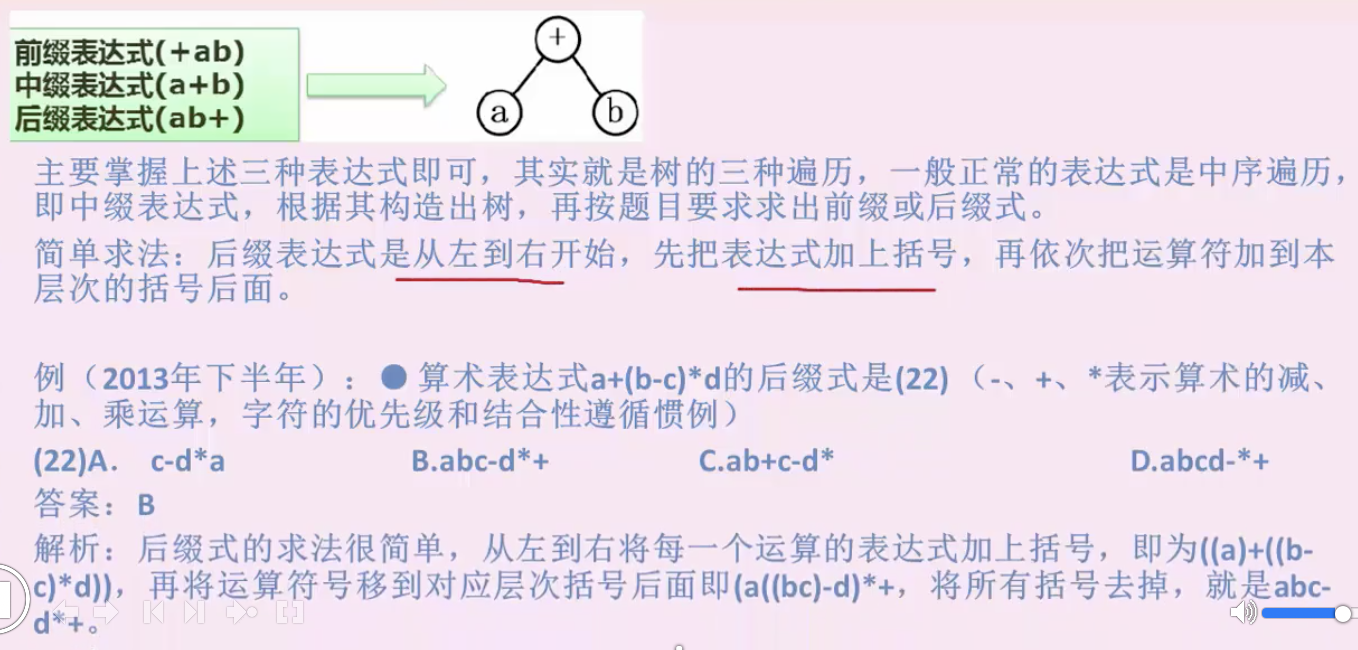 前缀表达式(+ab)
中缀表达式(a+b)
后缀表达式(ab+)
+
a
b
主要掌握上述三种表达式即可，其实就是树的三种遍历，一般正常的表达式是中序遍历，
即中缀表达式，根据其构造出树，再按题目要求求出前缀或后缀式。
简单求法：后缀表达式是从左到右开始，先把表达式加上括号，再依次把运算符加到本
层次的括号后面。
例（2013年下半年）：● 算术表达式a+(b-c)*d的后缀式是(22)（-、+、*表示算术的减、
加、乘运算，字符的优先级和结合性遵循惯例）
(22)A. c-d*a B.abc-d*+ C.ab+c-d* D.abcd-*+
答案：B
解析：后缀式的求法很简单，从左到右将每一个运算的表达式加上括号，即为((a)+((b-
c)*d))，再将运算符号移到对应层次括号后面即(a((bc)-d)*+，将所有括号去掉，就是abc-
d*+。